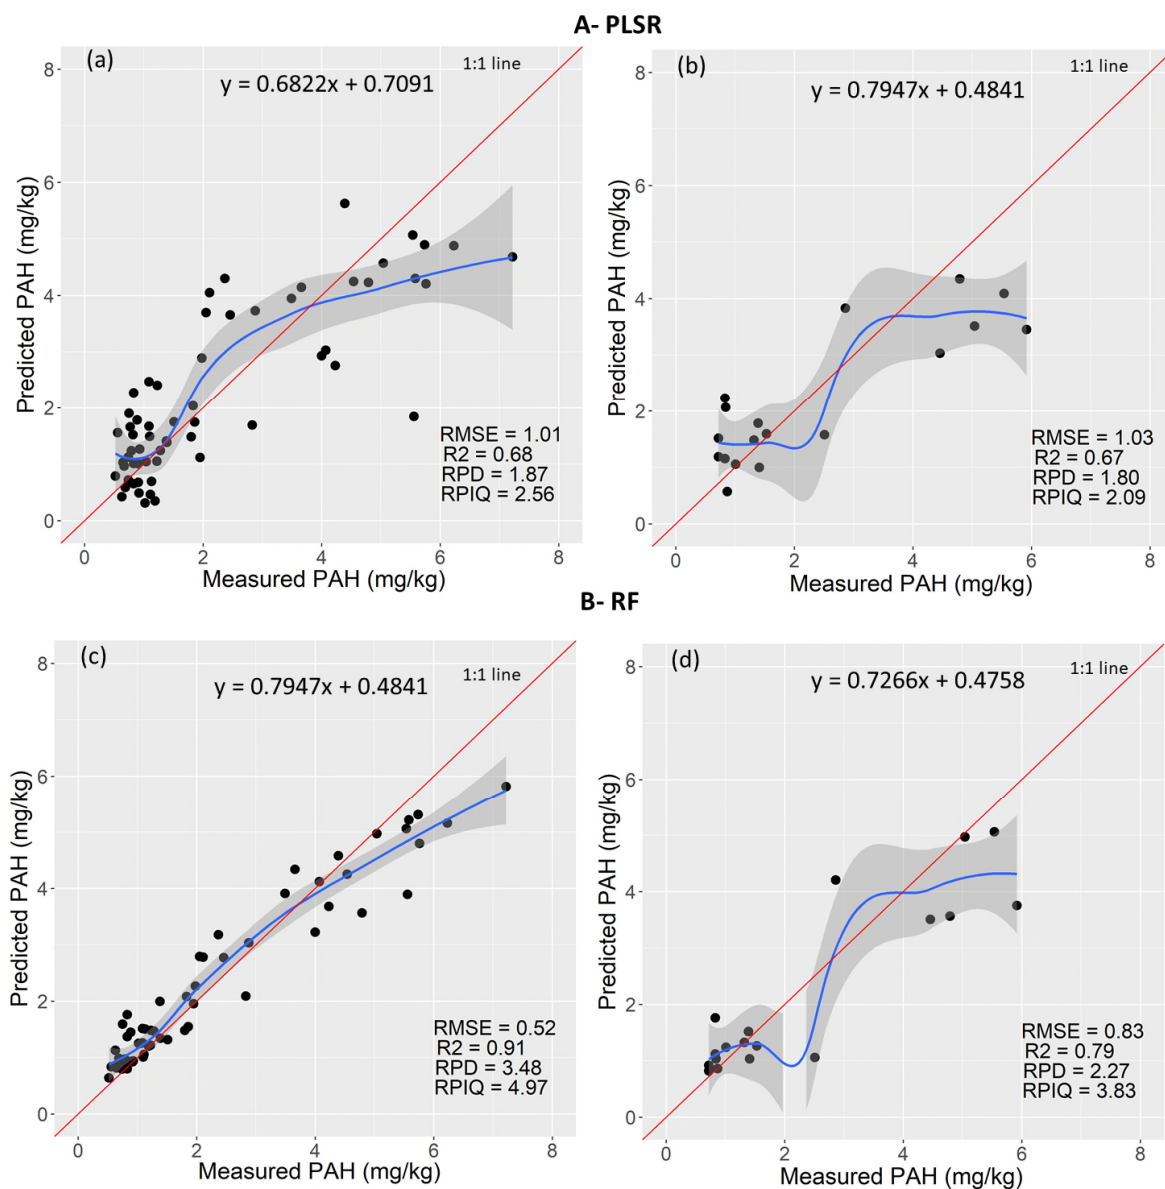 A- PLSR
(a)
1:1 line
y = 0.6822x + 0.7091
8
6
4
2
0
Predicted PAH (mg/kg)
RMSE = 1.01
R2 = 0.68
RPD = 1.87
RPIQ = 2.56
0 2 4 6 8
Measured PAH (mg/kg)
(b)
1:1 line
y = 0.7947x + 0.4841
8
6
4
2
0
Predicted PAH (mg/kg)
RMSE = 1.03
R2 = 0.67
RPD = 1.80
RPIQ = 2.09
0 2 4 6 8
Measured PAH (mg/kg)
B- RF
(c)
1:1 line
y = 0.7947x + 0.4841
8
6
4
2
0
Predicted PAH (mg/kg)
RMSE = 0.52
R2 = 0.91
RPD = 3.48
RPIQ = 4.97
0 2 4 6 8
Measured PAH (mg/kg)
(d)
1:1 line
y = 0.7266x + 0.4758
8
6
4
2
0
Predicted PAH (mg/kg)
RMSE = 0.83
R2 = 0.79
RPD = 2.27
RPIQ = 3.83
0 2 4 6 8
Measured PAH (mg/kg)